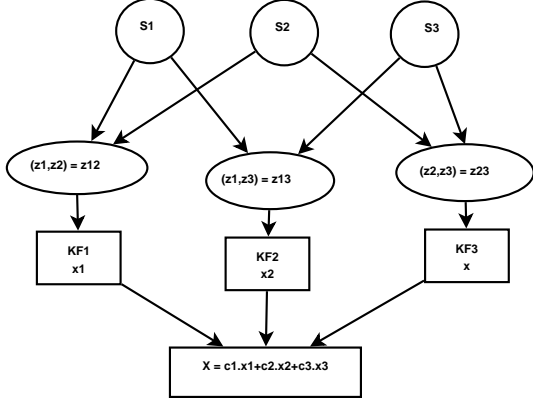 S1
S2
S3
(z1,z2) = z12
(z1,z3) = z13
(z2,z3) = z23
KF1
x1
KF2
x2
KF3
x
X = c1.x1+c2.x2+c3.x3